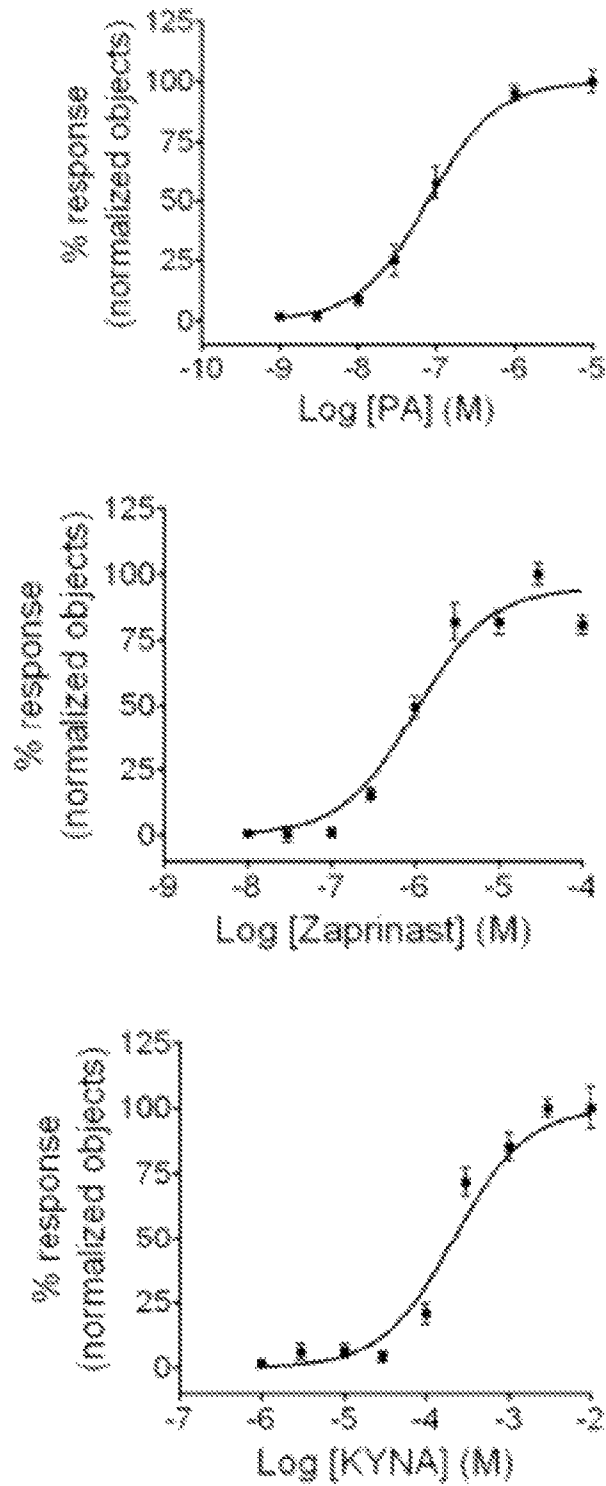 % response
(normalized objects)
125
100
75
50
25
0
-10 -9 -8 -7 -6 -5
Log [PA] (M)
% response
(normalized objects)
125
100
75
50
25
0
-9 -8 -7 -6 -5 -4
Log [Zaprinast] (M)
% response
(normalized objects)
125
100
75
50
25
0
-7 -6 -5 -4 -3 -2
Log [KYNA] (M)